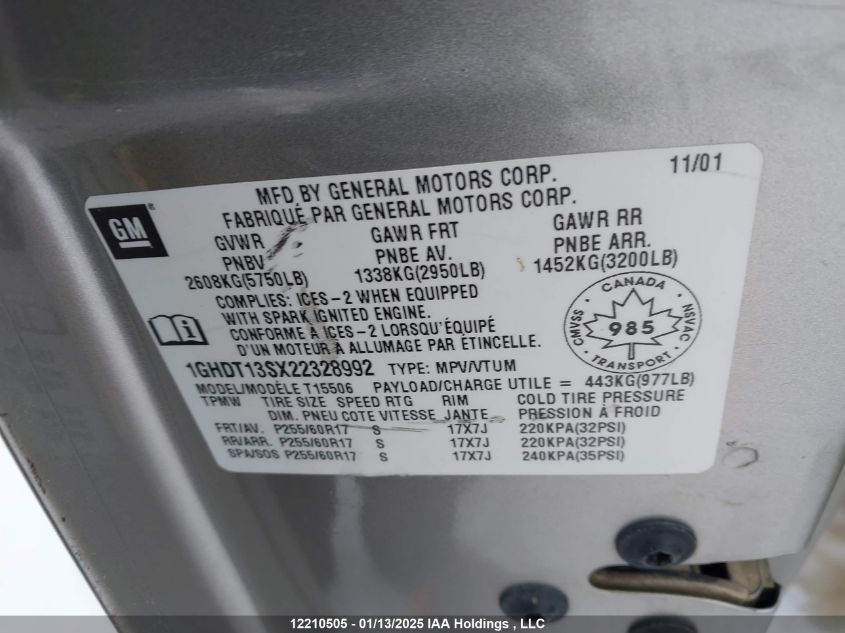 11/01
MFD BY GENERAL MOTORS CORP.
FABRIQUÉ PAR GENERAL MOTORS CORP.
GM
GVWR GAWR FRT GAWR RR
PNBV PNBE AV. PNBE ARR.
2608KG(5750LB) 1338KG(2950LB) 1452KG(3200LB)
COMPLIES: ICES-2 WHEN EQUIPPED
WITH SPARK IGNITED ENGINE.
CONFORME A ICES-2 LORSQU'ÉQUIPÉ
D'UN MOTEUR A ALLUMAGE PAR ÉTINCELLE.
CANADA
CMVSS 985 NSVAC
TRANSPORT
1GHDT13SX22328992 TYPE: MPV/VTUM
MODEL/MODÈLE T15506 PAYLOAD/CHARGE UTILE = 443KG(977LB)
TPMW TIRE SIZE SPEED RTG RIM COLD TIRE PRESSURE
DIM. PNEU COTE VITESSE JANTE PRESSION À FROID
FRT/AV. P255/60R17 S 17X7J 220KPA(32PSI)
RR/ARR. P255/60R17 S 17X7J 220KPA(32PSI)
SPA/SOS P255/60R17 S 17X7J 240KPA(35PSI)
12210505 - 01/13/2025 IAA Holdings, LLC